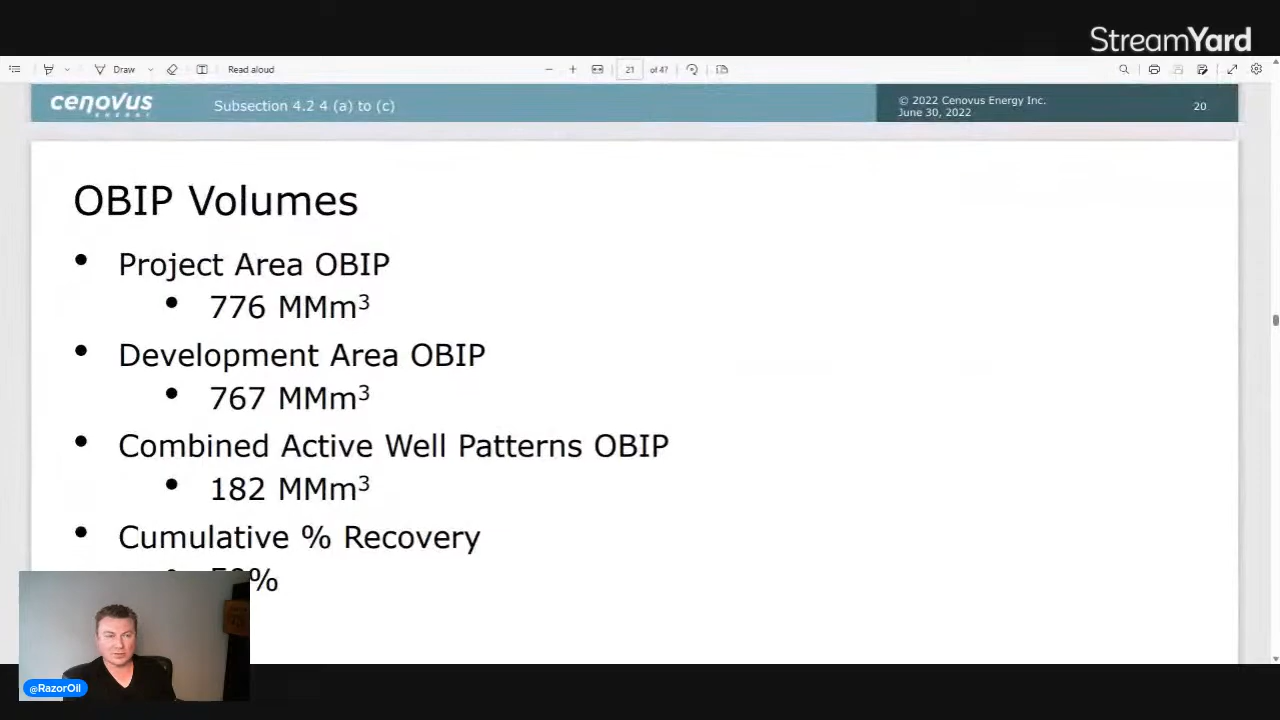 StreamYard
Draw
Read aloud
21 of 47
cenovus
ENERGY
Subsection 4.2 4 (a) to (c)
© 2022 Cenovus Energy Inc.
June 30, 2022
20
OBIP Volumes
• Project Area OBIP
• 776 MMm³
• Development Area OBIP
• 767 MMm³
• Combined Active Well Patterns OBIP
• 182 MMm³
• Cumulative % Recovery
@RazorOil